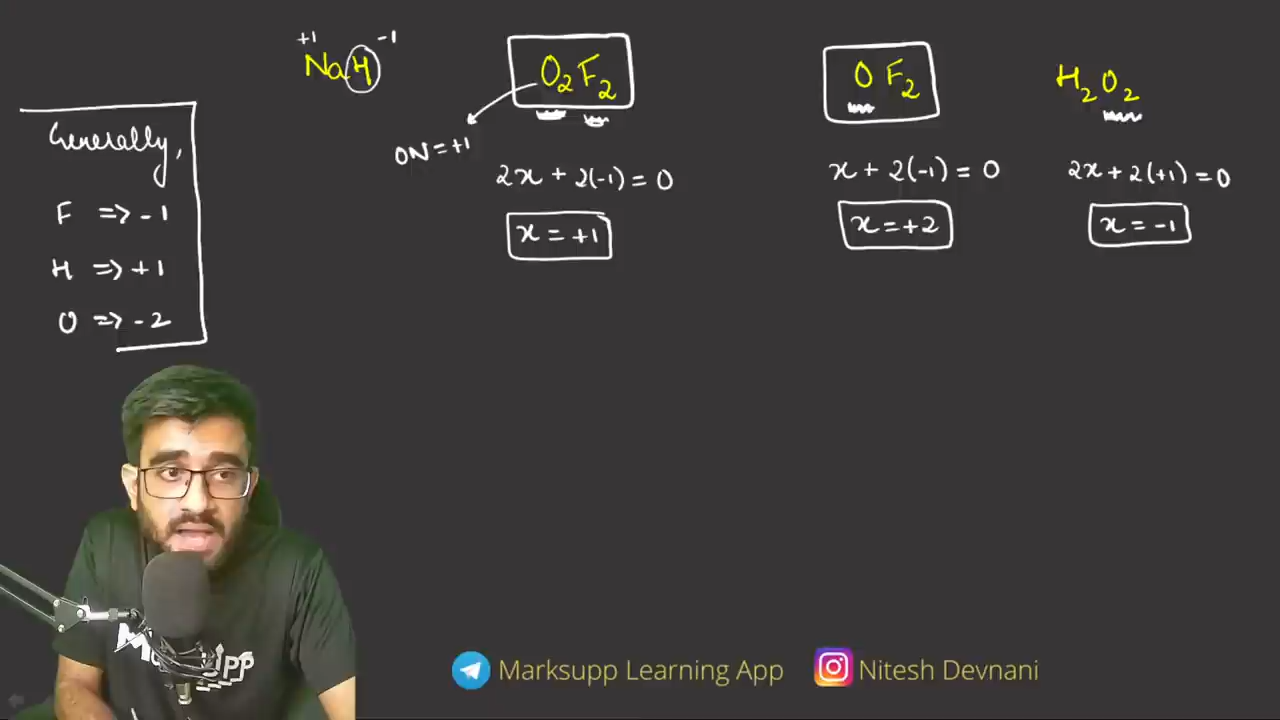 +1 -1
NaH
O₂F₂
ON = +1
2x + 2(-1) = 0
x = +1
OF₂
x + 2(-1) = 0
x = +2
H₂O₂
2x + 2(+1) = 0
x = -1
Generally,
F => -1
H => +1
O => -2
Marksupp Learning App
Nitesh Devnani